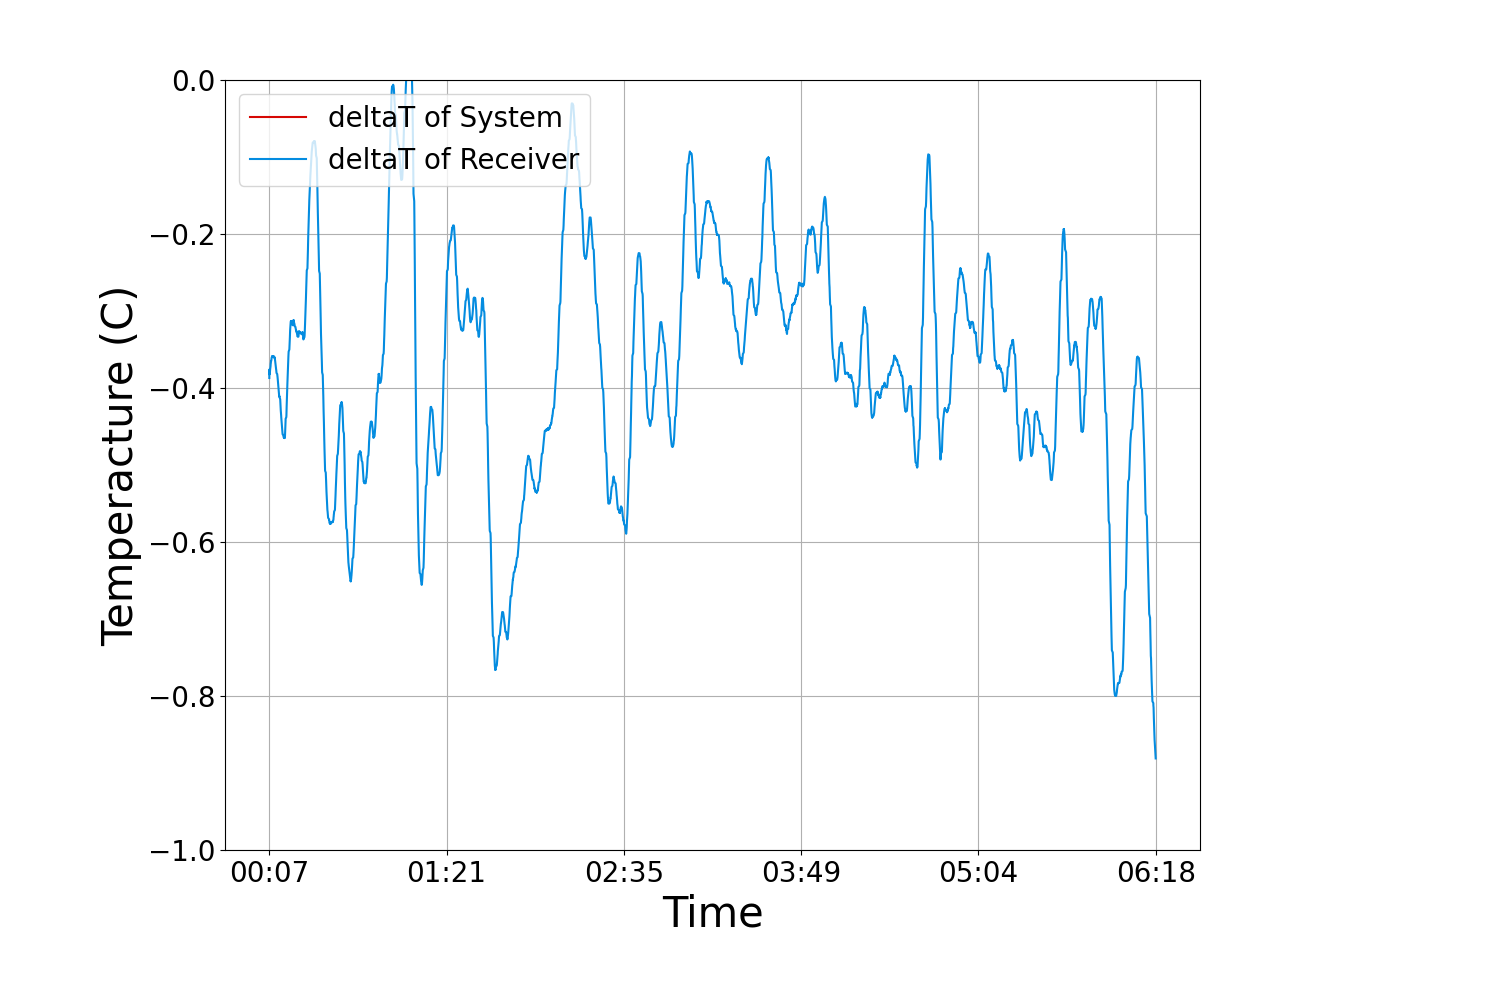 0.0
−0.2
−0.4
−0.6
−0.8
−1.0
Temperacture (C)
deltaT of System
deltaT of Receiver
00:07 01:21 02:35 03:49 05:04 06:18
Time